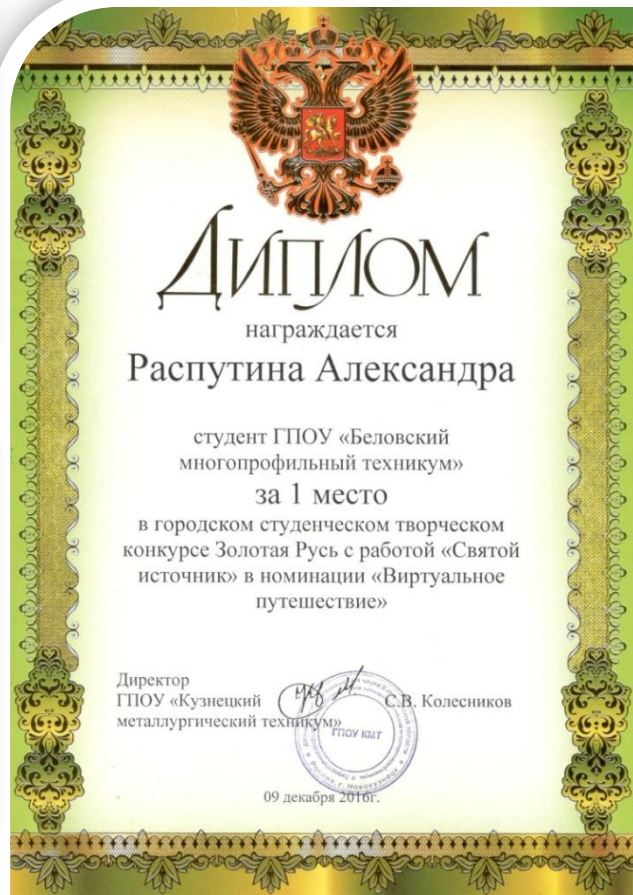 ДИПЛОМ
награждается
Распутина Александра
студент ГПОУ «Беловский
многопрофильный техникум»
за 1 место
в городском студенческом творческом
конкурсе Золотая Русь с работой «Святой
источник» в номинации «Виртуальное
путешествие»
Директор
ГПОУ «Кузнецкий С.В. Колесников
металлургический техникум»
ГПОУ КМТ
09 декабря 2016г.